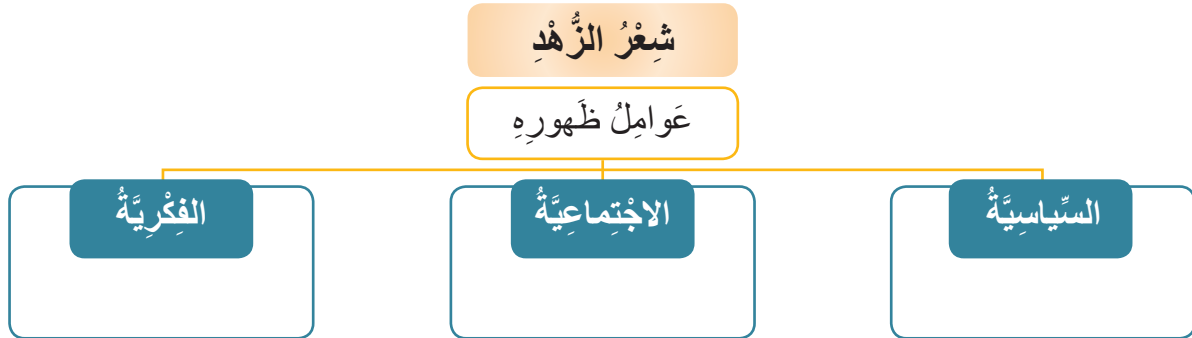 شِعْرُ الزُّهْدِ
عَوامِلُ ظَهورِهِ
السِّياسِيَّةُ
الاجْتِماعِيَّةُ
الفِكْرِيَّةُ